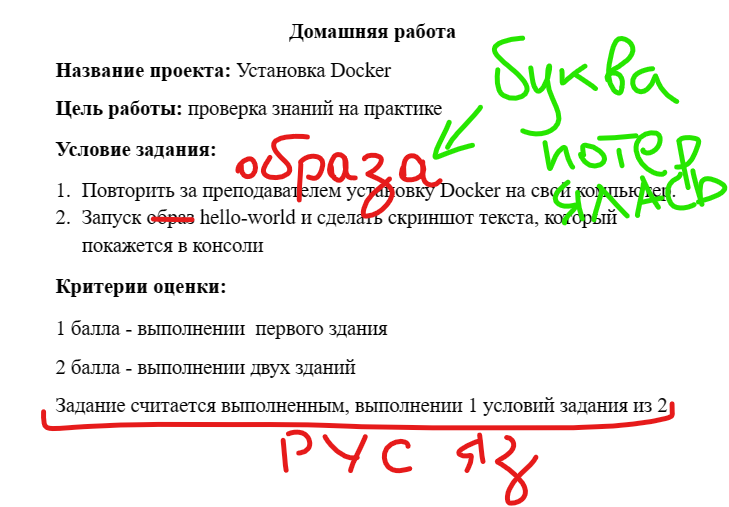 Домашняя работа
Название проекта: Установка Docker
Цель работы: проверка знаний на практике
Условие задания:
образа
буква
потер
ялась
1. Повторить за преподавателем установку Docker на свой компьютер.
2. Запуск образ hello-world и сделать скриншот текста, который
покажется в консоли
Критерии оценки:
1 балла - выполнении первого здания
2 балла - выполнении двух зданий
Задание считается выполненным, выполнении 1 условий задания из 2
РУС яз